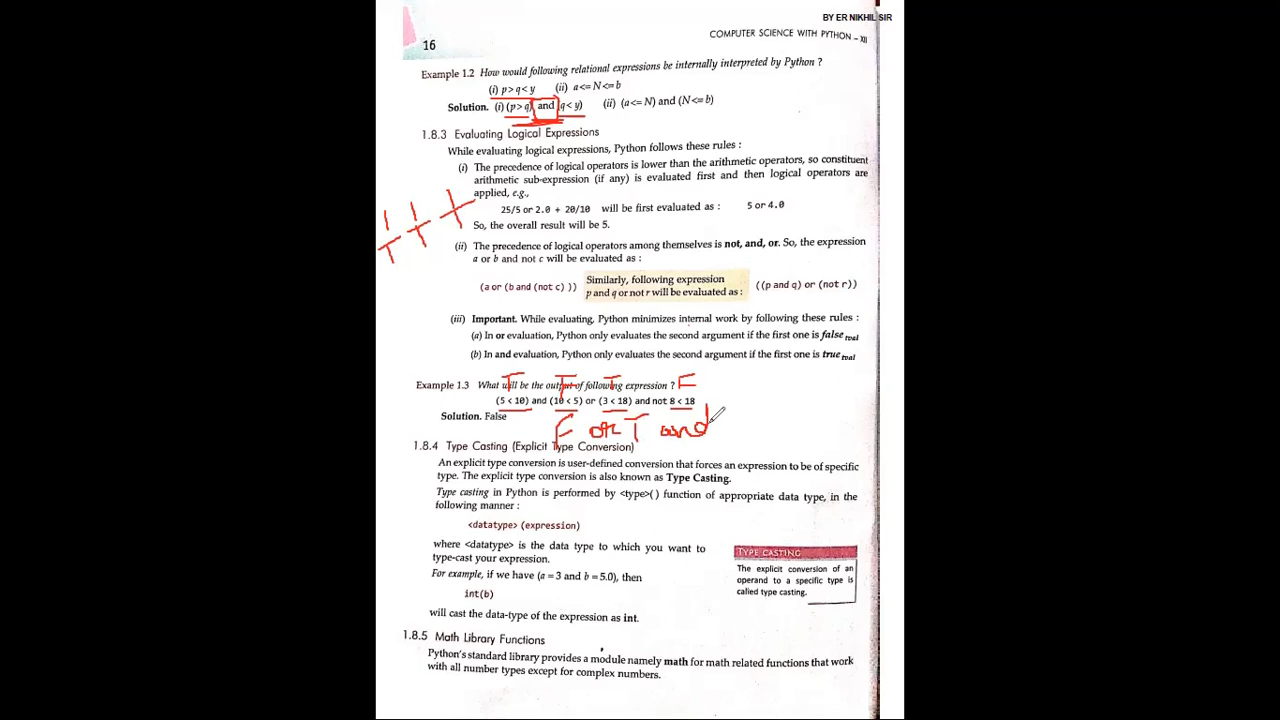 BY ER NIKHIL SIR
COMPUTER SCIENCE WITH PYTHON – XII
16
Example 1.2 How would following relational expressions be internally interpreted by Python ?
(i) p > q < y (ii) a <= N <= b
Solution. (i) (p > q) and (q < y) (ii) (a <= N) and (N <= b)
1.8.3 Evaluating Logical Expressions
While evaluating logical expressions, Python follows these rules :
(i) The precedence of logical operators is lower than the arithmetic operators, so constituent
arithmetic sub-expression (if any) is evaluated first and then logical operators are
applied, e.g.,
25/5 or 2.0 + 20/10 will be first evaluated as : 5 or 4.0
So, the overall result will be 5.
(ii) The precedence of logical operators among themselves is not, and, or. So, the expression
a or b and not c will be evaluated as :
(a or (b and (not c) ))
Similarly, following expression
p and q or not r will be evaluated as :
((p and q) or (not r))
(iii) Important. While evaluating, Python minimizes internal work by following these rules :
(a) In or evaluation, Python only evaluates the second argument if the first one is false tval
(b) In and evaluation, Python only evaluates the second argument if the first one is true tval
T F T F
Example 1.3 What will be the output of following expression ?
(5 < 10) and (10 < 5) or (3 < 18) and not 8 < 18
Solution. False
F or T and
1.8.4 Type Casting (Explicit Type Conversion)
An explicit type conversion is user-defined conversion that forces an expression to be of specific
type. The explicit type conversion is also known as Type Casting.
Type casting in Python is performed by <type>( ) function of appropriate data type, in the
following manner :
<datatype> (expression)
where <datatype> is the data type to which you want to
type-cast your expression.
For example, if we have (a = 3 and b = 5.0), then
int(b)
will cast the data-type of the expression as int.
TYPE CASTING
The explicit conversion of an
operand to a specific type is
called type casting.
1.8.5 Math Library Functions
Python's standard library provides a module namely math for math related functions that work
with all number types except for complex numbers.